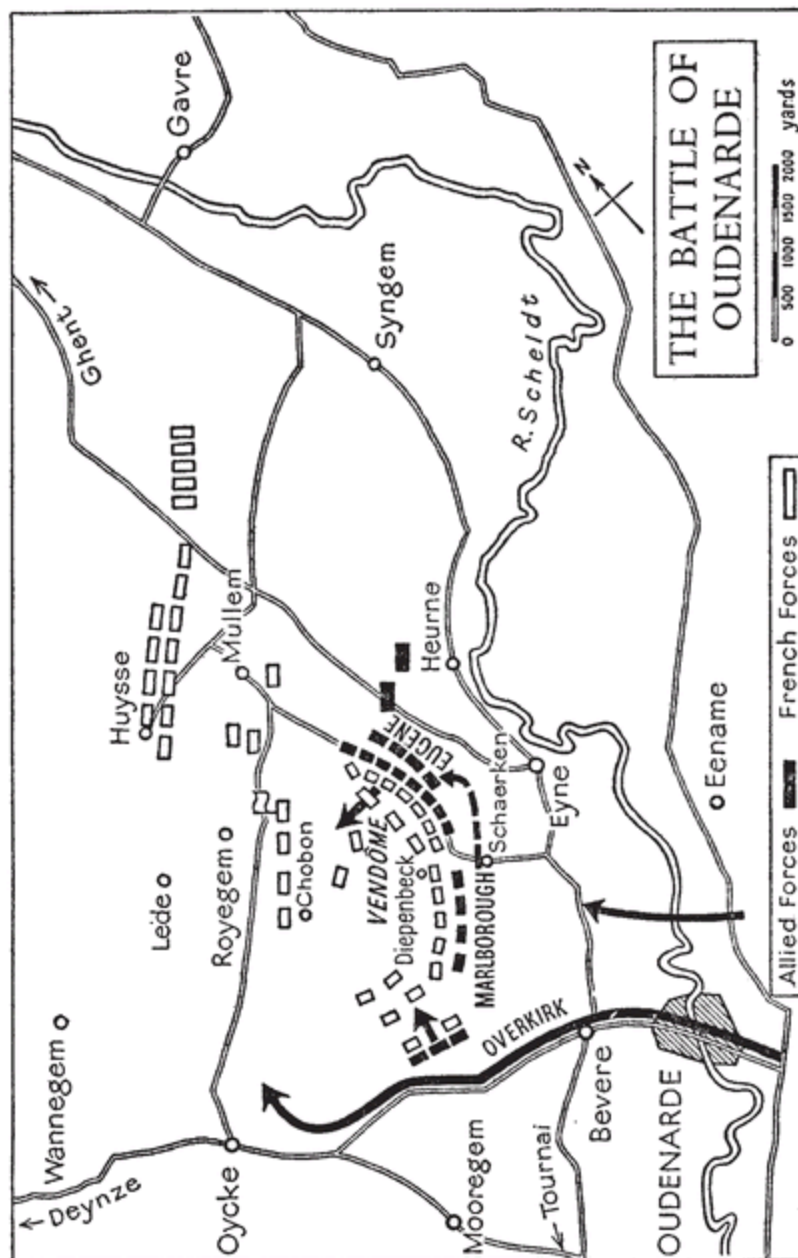 ← Deynze
Wannegem
Lede
Huysse
Ghent →
Gavre
Oycke
Royegem
Mullem
Chobon
Syngem
VENDÔME
Diepenbeck
EUGENE
Heurne
Mooregem
MARLBOROUGH
Schaerken
R. Scheldt
OVERKIRK
Eyne
← Tournai
Bevere
N
OUDENARDE
Eename
THE BATTLE OF
OUDENARDE
0 500 1000 1500 2000 yards
Allied Forces French Forces